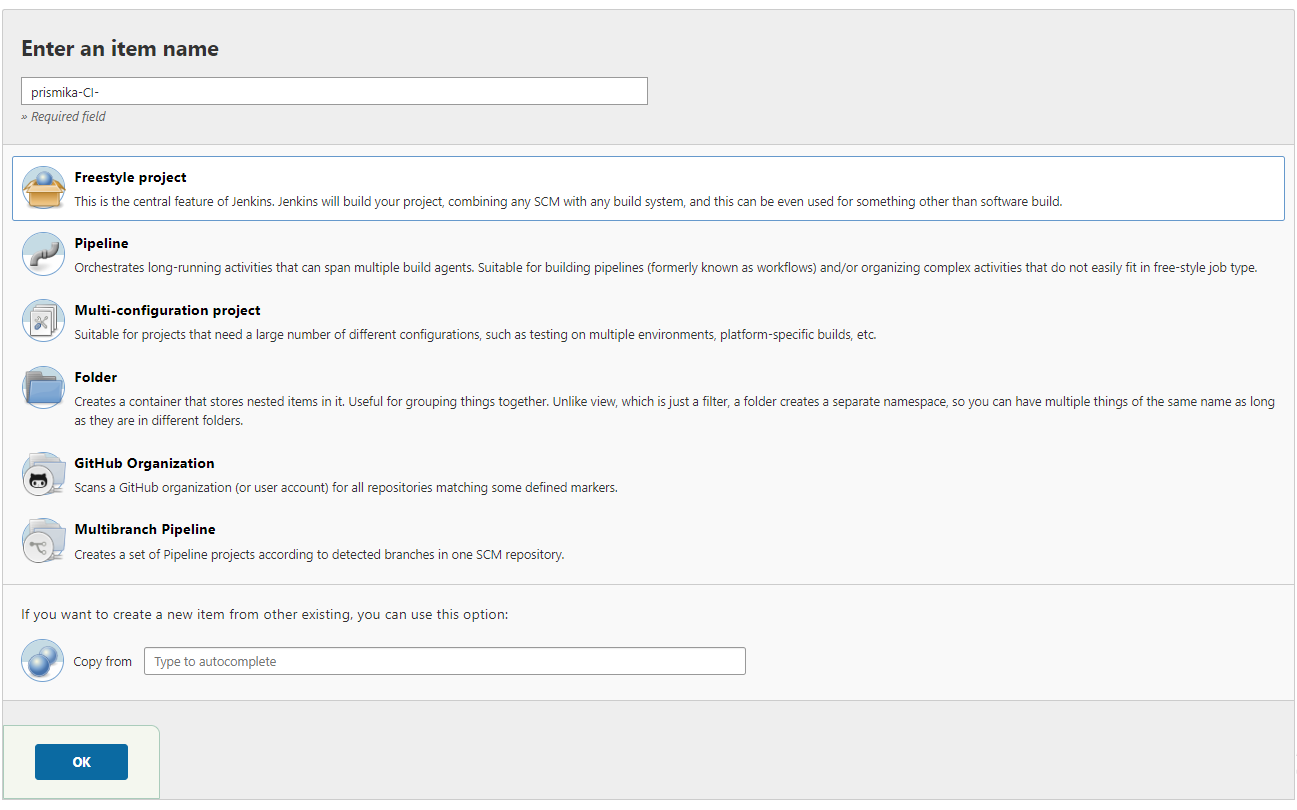 Enter an item name
prismika-CI-
» Required field
Freestyle project
This is the central feature of Jenkins. Jenkins will build your project, combining any SCM with any build system, and this can be even used for something other than software build.
Pipeline
Orchestrates long-running activities that can span multiple build agents. Suitable for building pipelines (formerly known as workflows) and/or organizing complex activities that do not easily fit in free-style job type.
Multi-configuration project
Suitable for projects that need a large number of different configurations, such as testing on multiple environments, platform-specific builds, etc.
Folder
Creates a container that stores nested items in it. Useful for grouping things together. Unlike view, which is just a filter, a folder creates a separate namespace, so you can have multiple things of the same name as long
as they are in different folders.
GitHub Organization
Scans a GitHub organization (or user account) for all repositories matching some defined markers.
Multibranch Pipeline
Creates a set of Pipeline projects according to detected branches in one SCM repository.
If you want to create a new item from other existing, you can use this option:
Copy from Type to autocomplete
OK